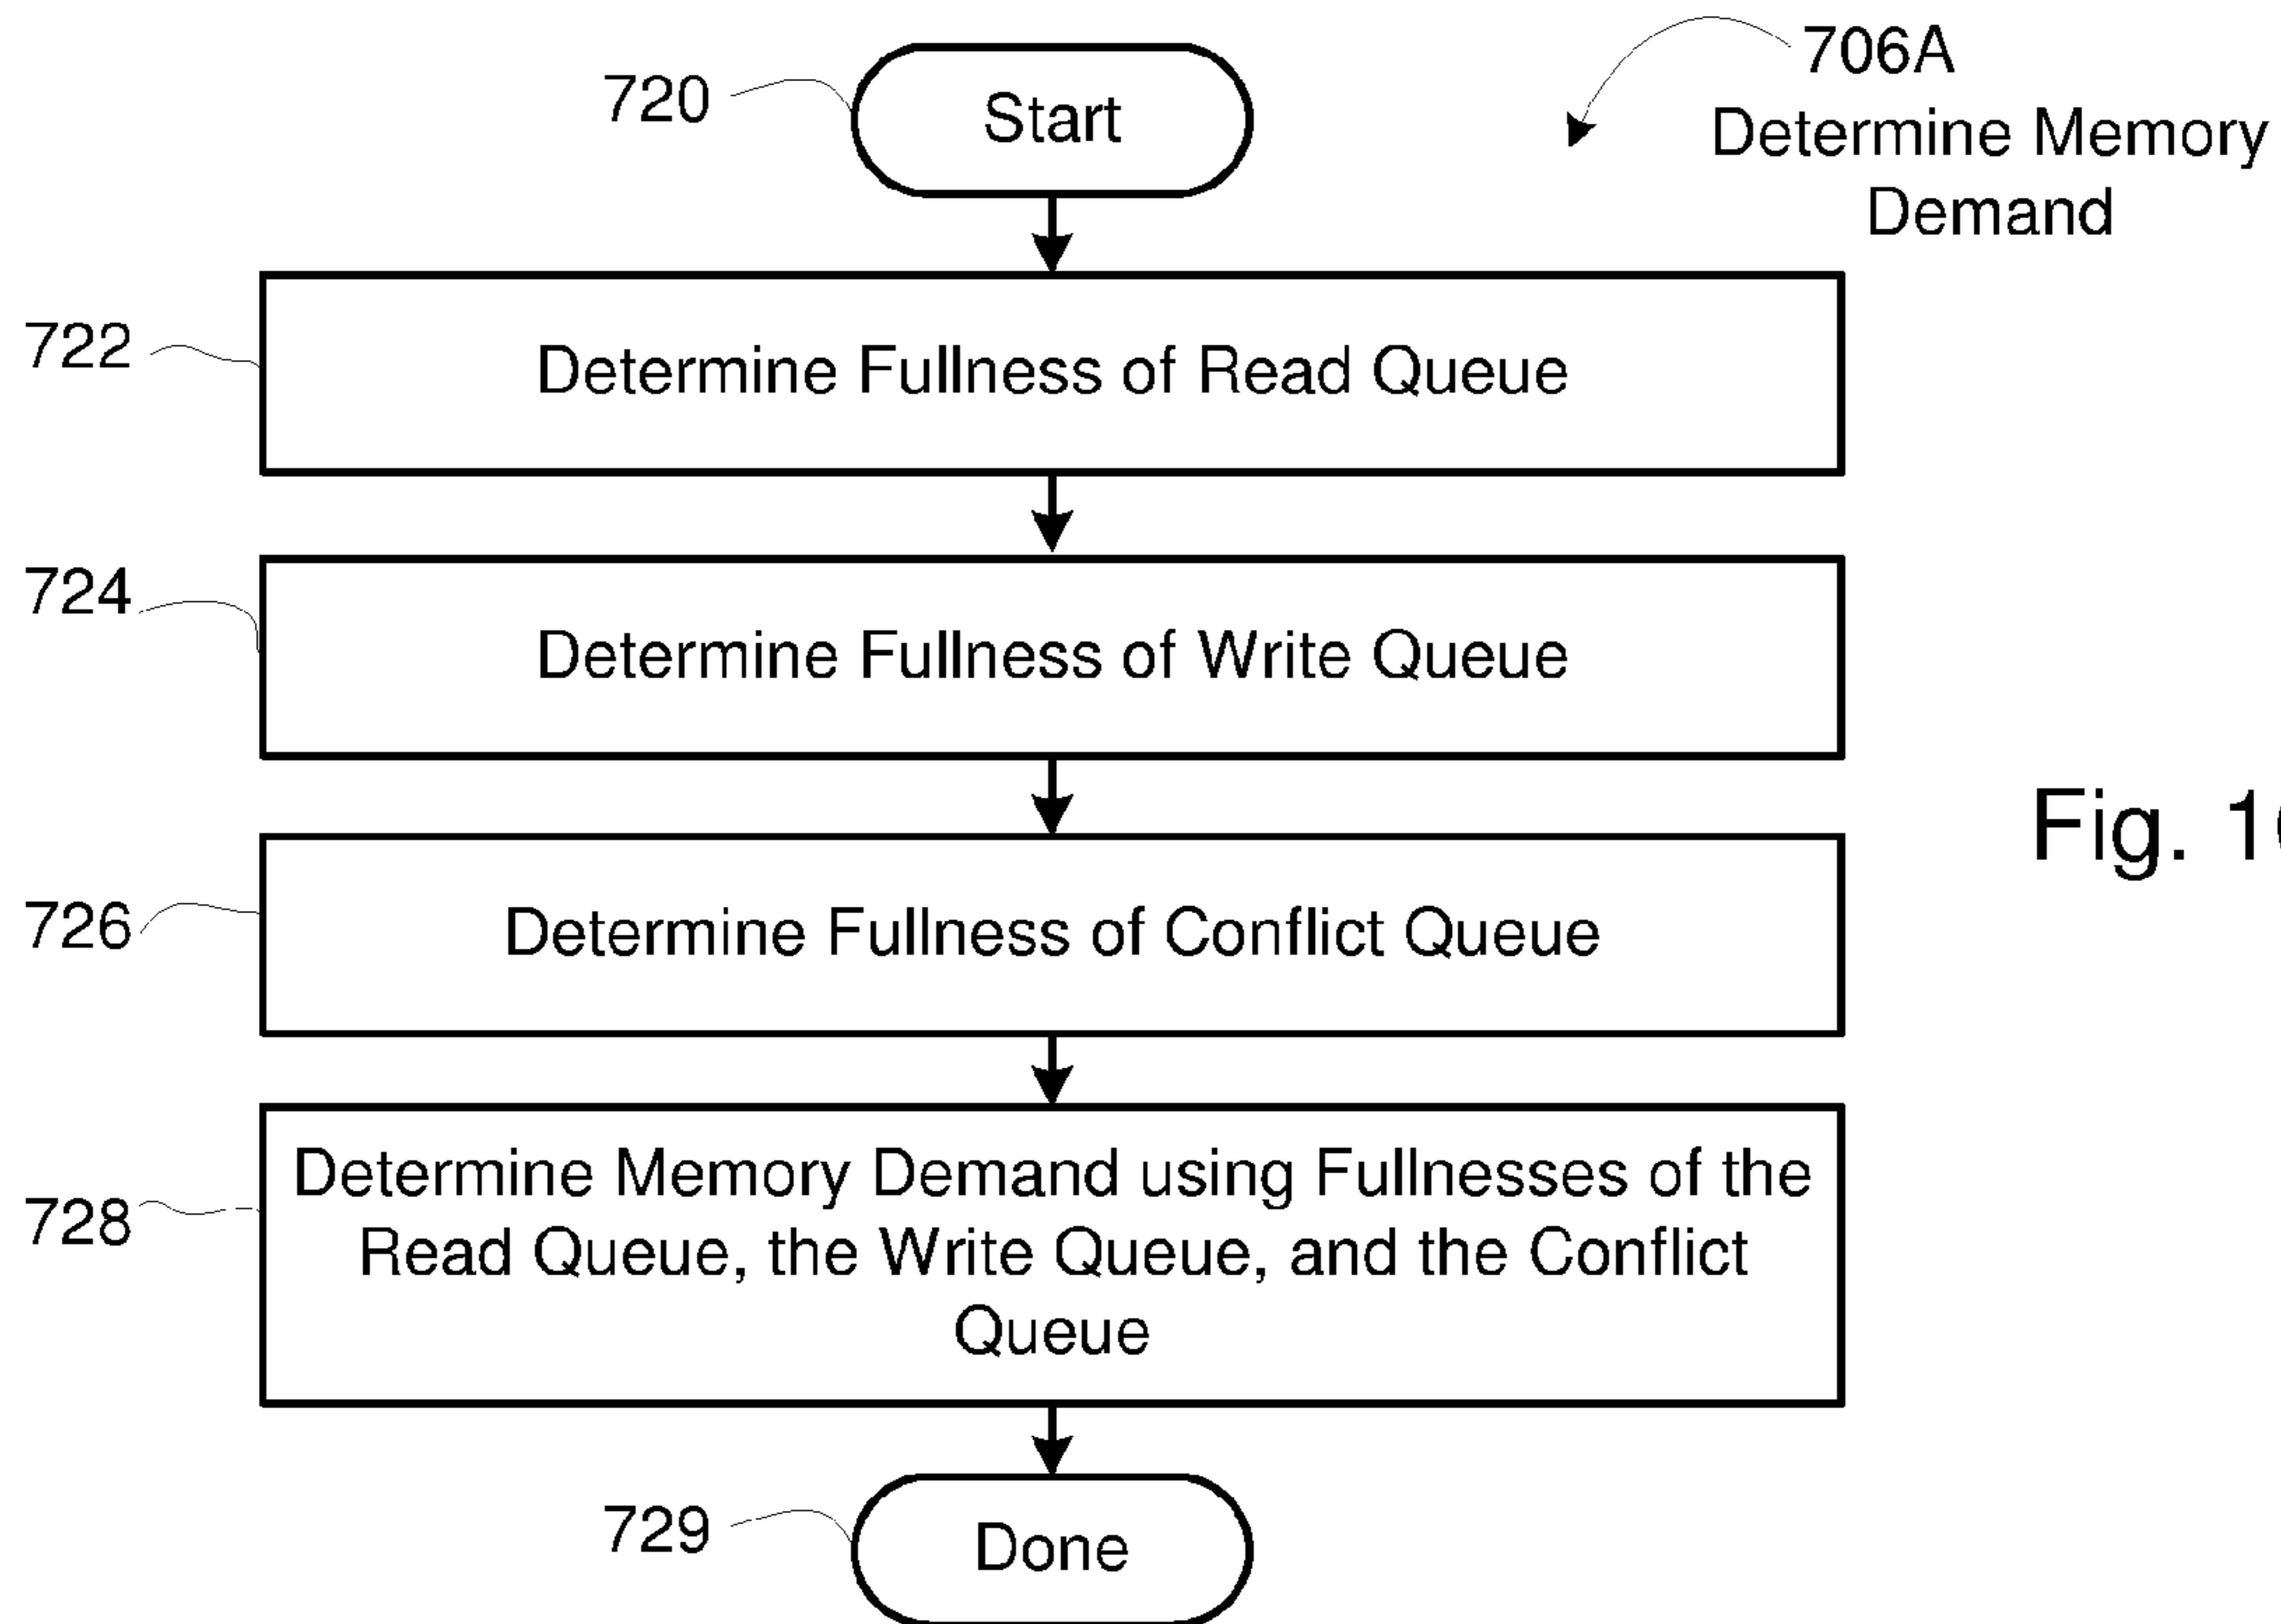 720
Start
706A
Determine Memory
Demand
722
Determine Fullness of Read Queue
724
Determine Fullness of Write Queue
Fig.
726
Determine Fullness of Conflict Queue
728
Determine Memory Demand using Fullnesses of the
Read Queue, the Write Queue, and the Conflict
Queue
729
Done